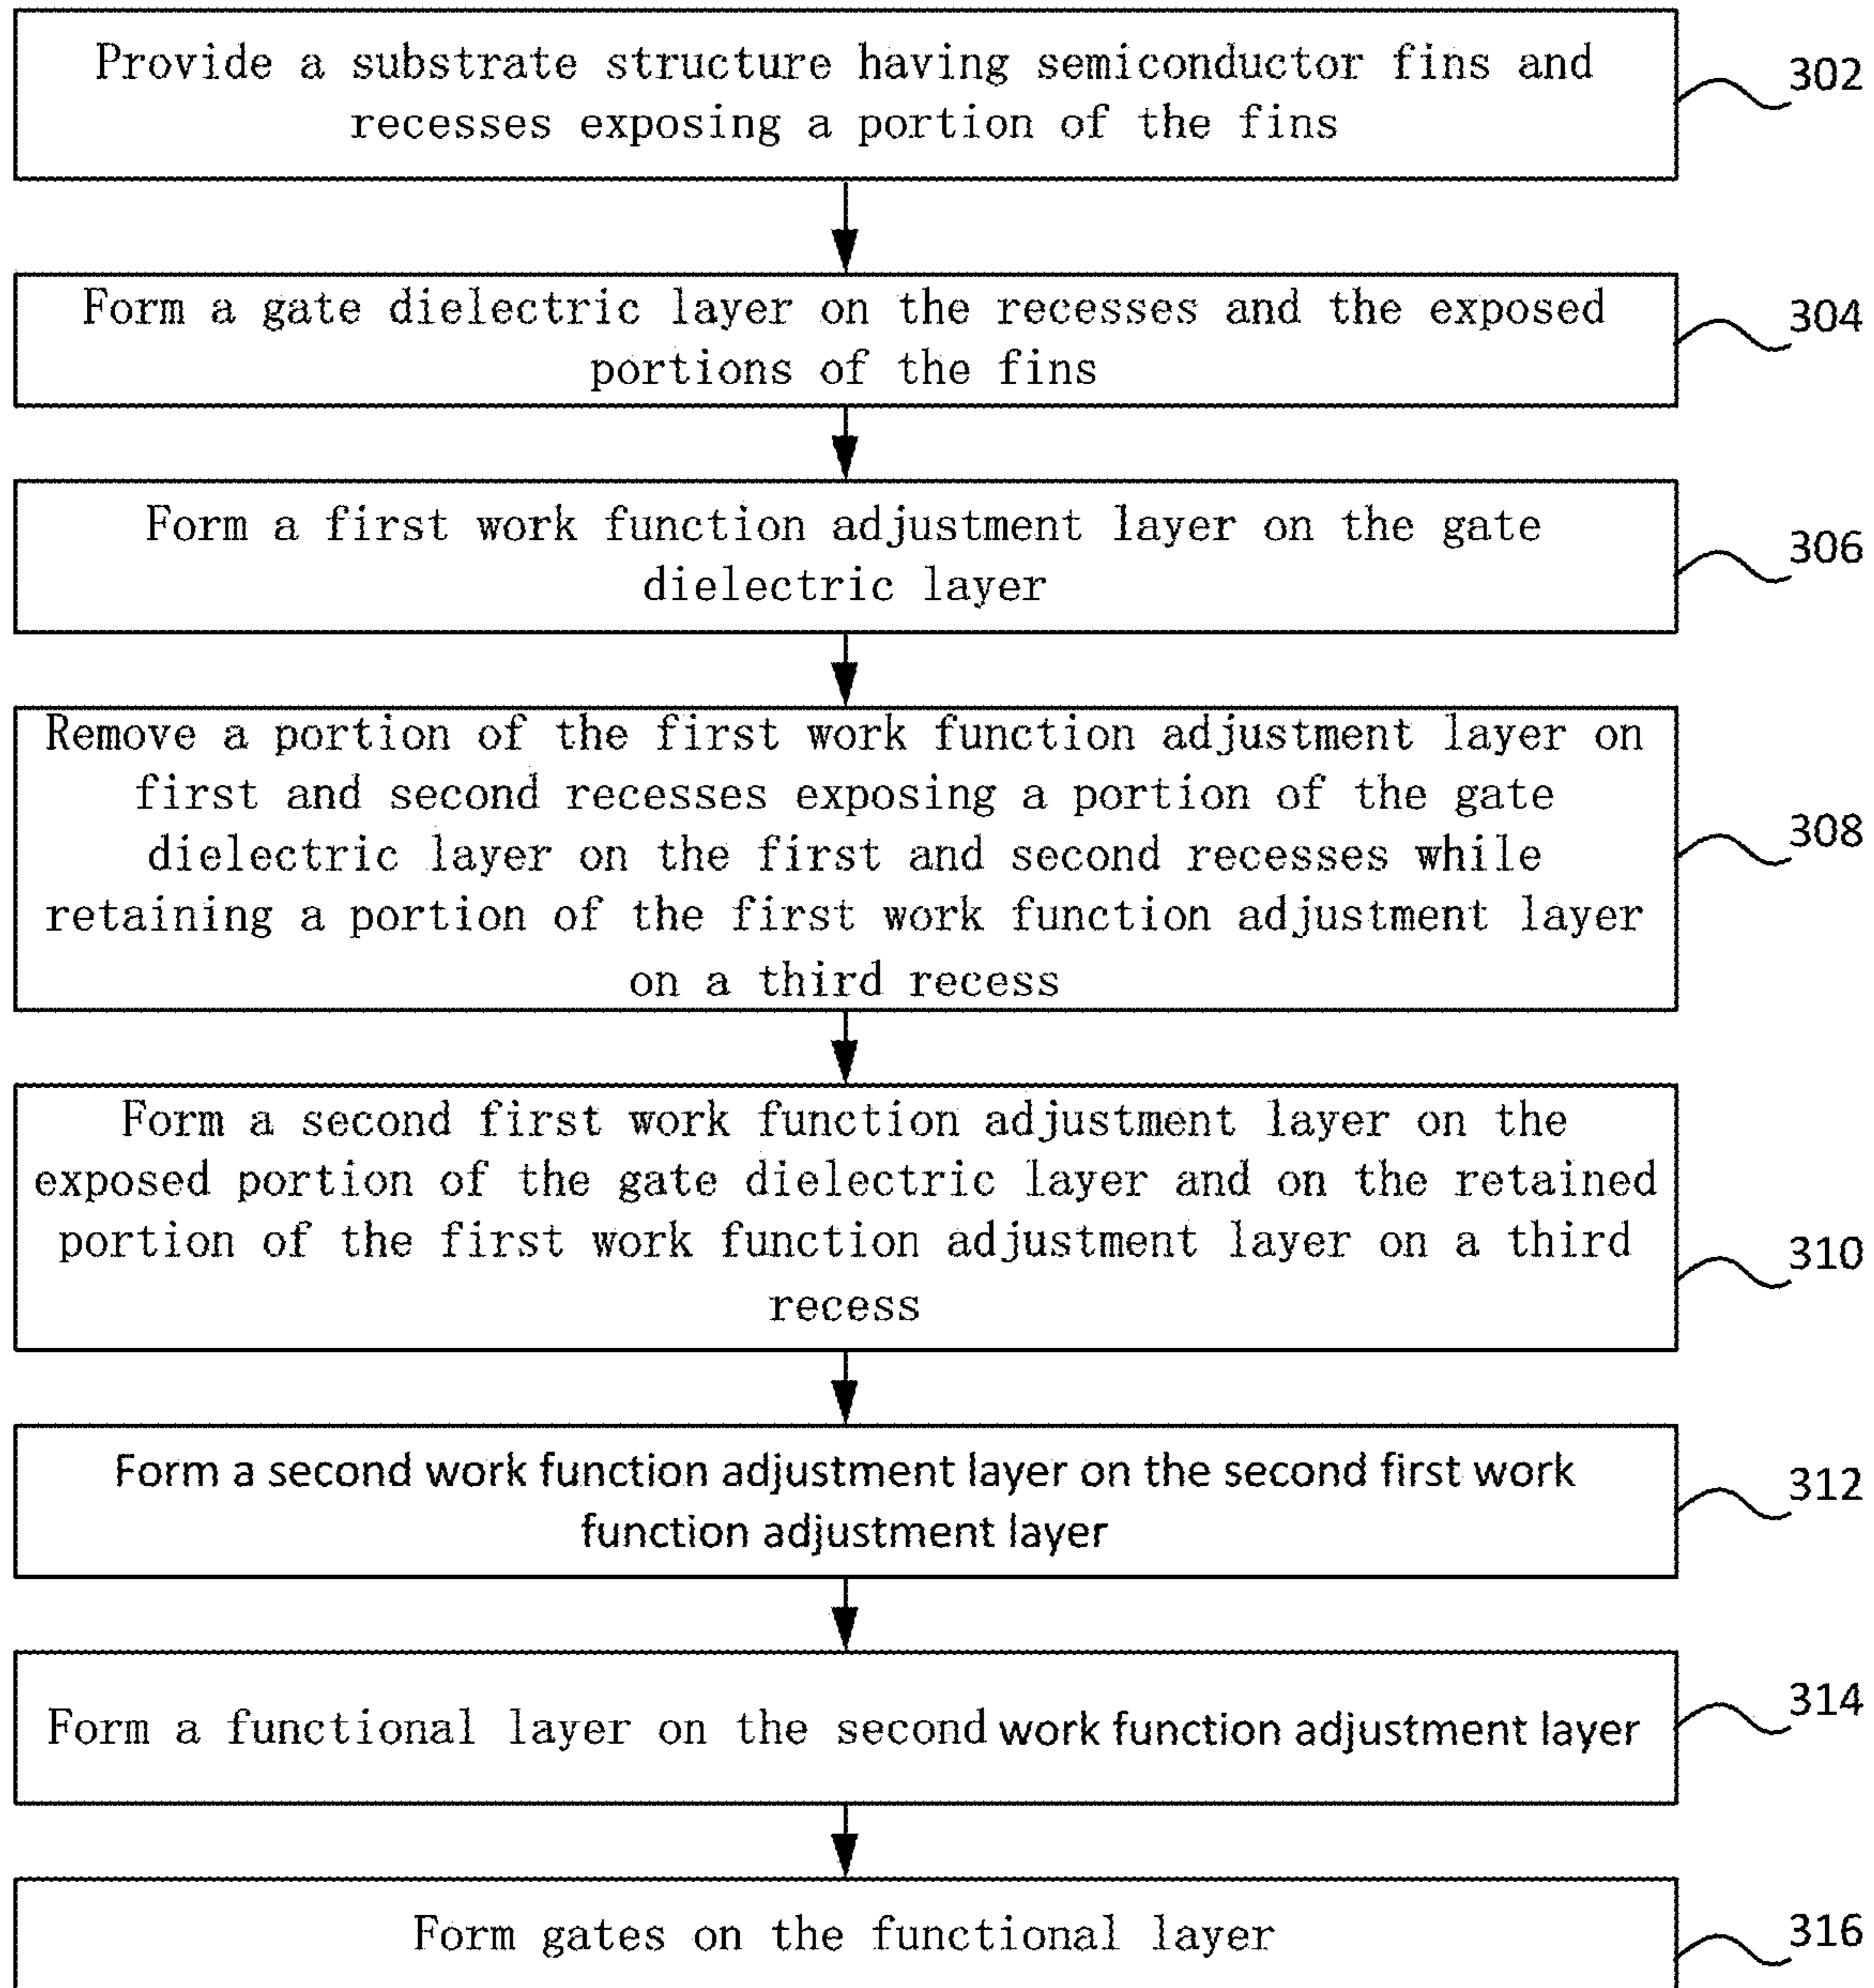 Provide a substrate structure having semiconductor fins and
recesses exposing a portion of the fins
302
Form a gate dielectric layer on the recesses and the exposed
portions of the fins
304
Form a first work function adjustment layer on the gate
dielectric layer
306
Remove a portion of the first work function adjustment layer on
first and second recesses exposing a portion of the gate
dielectric layer on the first and second recesses while
retaining a portion of the first work function adjustment layer
on a third recess
308
Form a second first work function adjustment layer on the
exposed portion of the gate dielectric layer and on the retained
portion of the first work function adjustment layer on a third
recess
310
Form a second work function adjustment layer on the second first work
function adjustment layer
312
Form a functional layer on the second work function adjustment layer
314
Form gates on the functional layer
316